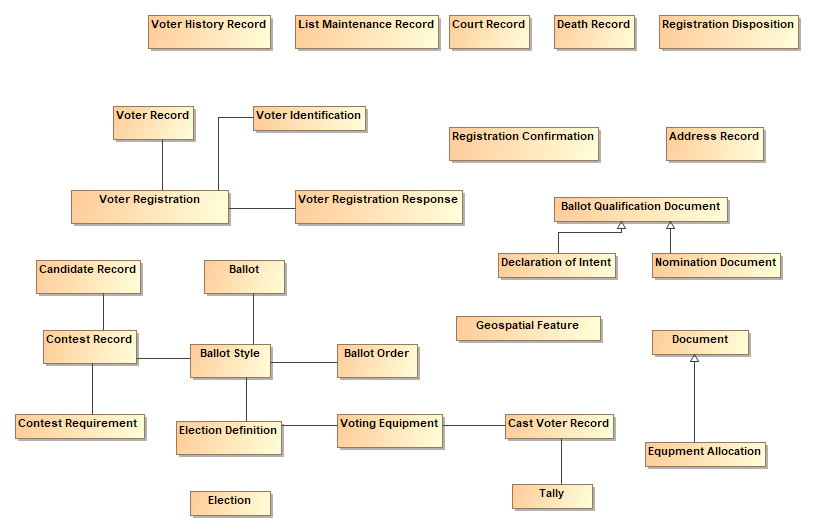 Voter History Record
List Maintenance Record
Court Record
Death Record
Registration Disposition
Voter Record
Voter Identification
Registration Confirmation
Address Record
Voter Registration
Voter Registration Response
Ballot Qualification Document
Declaration of Intent
Nomination Document
Candidate Record
Ballot
Geospatial Feature
Contest Record
Ballot Style
Ballot Order
Document
Contest Requirement
Election Definition
Voting Equipment
Cast Voter Record
Equpment Allocation
Election
Tally